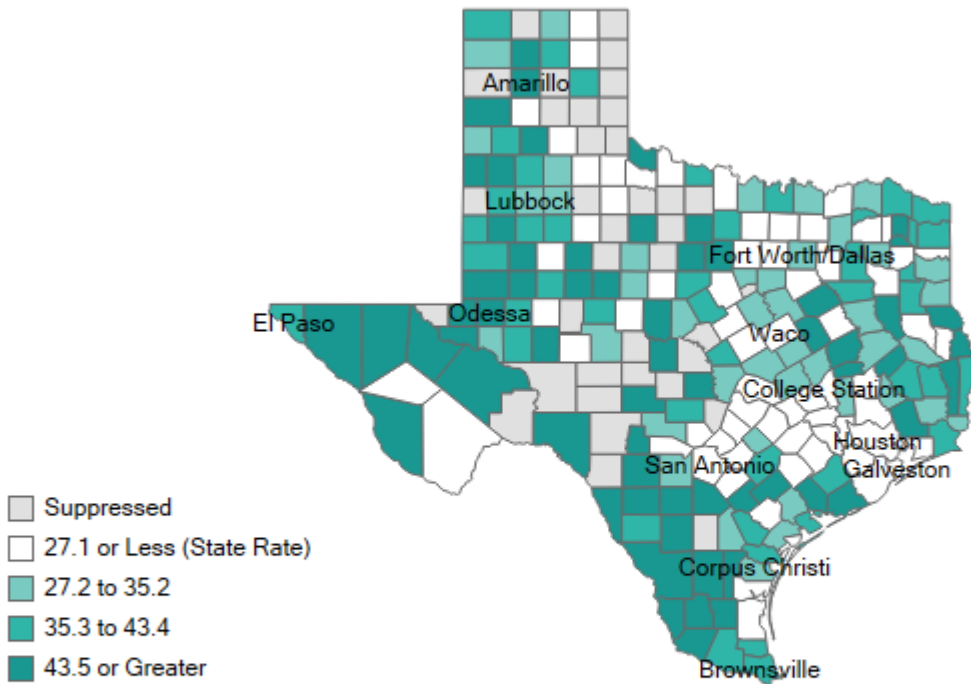 Amarillo
Lubbock
Fort Worth/Dallas
El Paso
Odessa
Waco
College Station
Houston
San Antonio
Galveston
Suppressed
27.1 or Less (State Rate)
27.2 to 35.2
Corpus Christi
35.3 to 43.4
43.5 or Greater
Brownsville